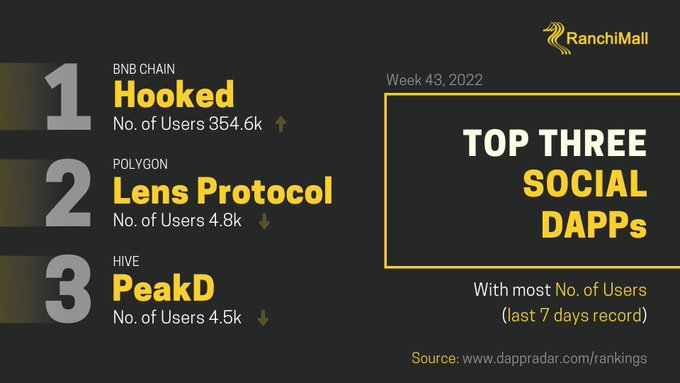 RanchiMall
Week 43, 2022
TOP THREE
SOCIAL
DAPPs
With most No. of Users
(last 7 days record)
1
BNB CHAIN
Hooked
No. of Users 354.6k
2
POLYGON
Lens Protocol
No. of Users 4.8k
3
HIVE
PeakD
No. of Users 4.5k
Source: www.dappradar.com/rankings